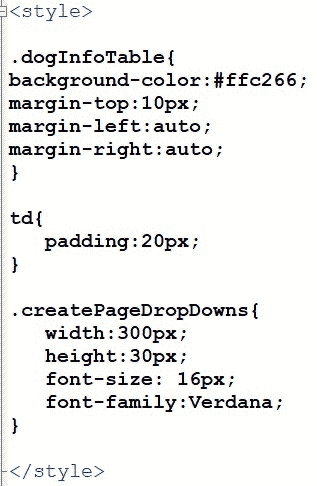 <style>
.dogInfoTable{
background-color:#ffc266;
margin-top:10px;
margin-left:auto;
margin-right:auto;
}
td{
padding:20px;
}
.createPageDropDowns{
width:300px;
height:30px;
font-size: 16px;
font-family:Verdana;
}
</style>